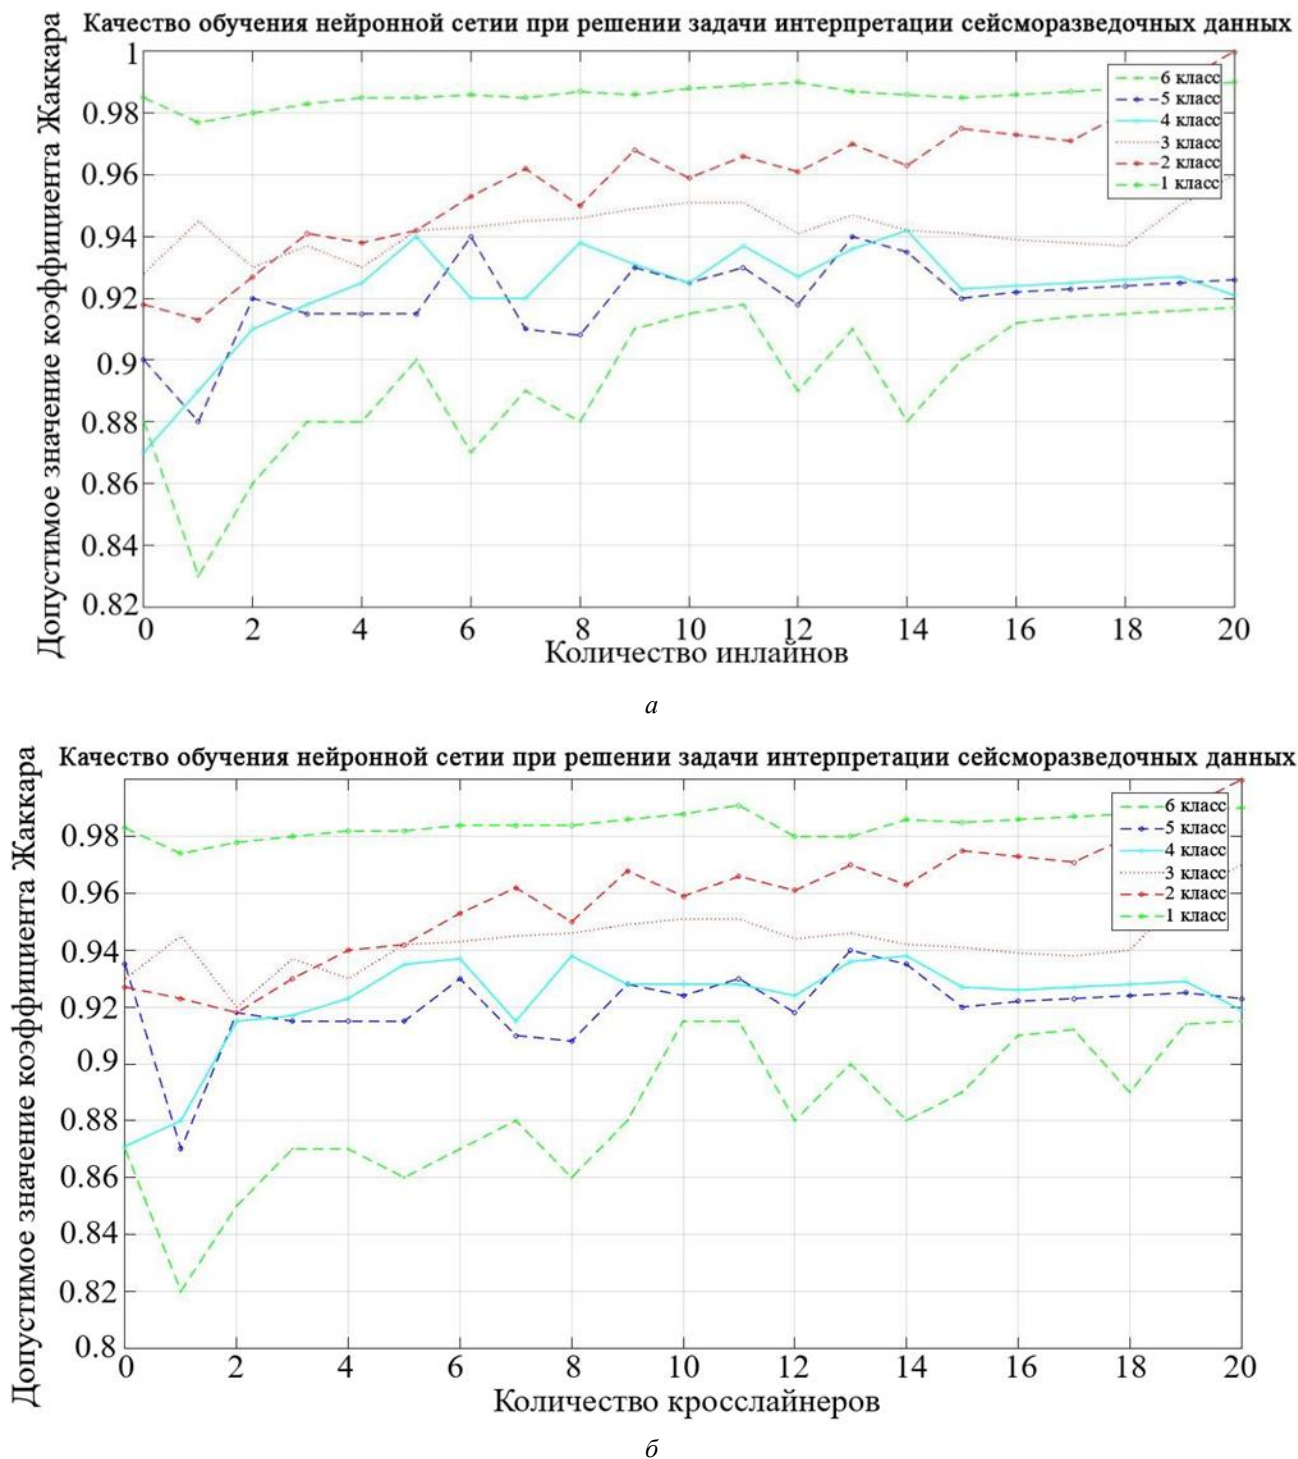 Качество обучения нейронной сетии при решении задачи интерпретации сейсморазведочных данных
Допустимое значение коэффициента Жаккара
1
0.98
0.96
0.94
0.92
0.9
0.88
0.86
0.84
0.82
6 класс
5 класс
4 класс
3 класс
2 класс
1 класс
0 2 4 6 8 10 12 14 16 18 20
Количество инлайнов
а
Качество обучения нейронной сетии при решении задачи интерпретации сейсморазведочных данных
Допустимое значение коэффициента Жаккара
0.98
0.96
0.94
0.92
0.9
0.88
0.86
0.84
0.82
0.8
6 класс
5 класс
4 класс
3 класс
2 класс
1 класс
0 2 4 6 8 10 12 14 16 18 20
Количество кросслайнеров
б